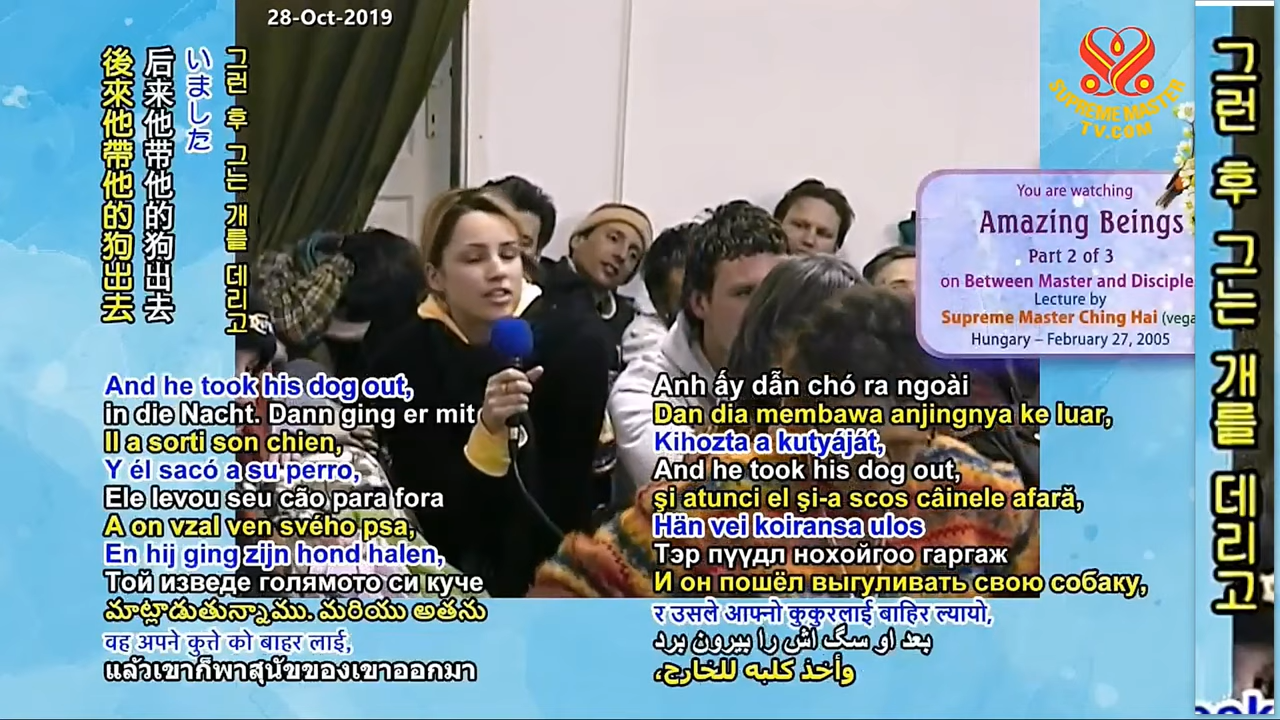 28-Oct-2019
그런 후 그는 개를 데리고
いました
后来他带他的狗出去
後來他帶他的狗出去
SUPREME MASTER
TV.COM
You are watching
Amazing Beings
Part 2 of 3
on Between Master and Disciple
Lecture by
Supreme Master Ching Hai (vega
Hungary – February 27, 2005
And he took his dog out,
in die Nacht. Dann ging er mit
Il a sorti son chien,
Y él sacó a su perro,
Ele levou seu cão para fora
A on vzal ven svého psa,
En hij ging zijn hond halen,
Той изведе голямото си куче
మాట్లాడుతున్నాము. మరియు అతను
वह अपने कुत्ते को बाहर लाई,
แล้วเขาก็พาสุนัขของเขาออกมา
Anh ấy dẫn chó ra ngoài
Dan dia membawa anjingnya ke luar,
Kihozta a kutyáját,
And he took his dog out,
şi atunci el şi-a scos câinele afară,
Hän vei koiransa ulos
Тэр пүүдл нохойгоо гаргаж
И он пошёл выгуливать свою собаку,
र उसले आफ्नो कुकुरलाई बाहिर ल्यायो,
بعد او سگ اش را بیرون برد
وأخذ كلبه للخارج،
그런 후 그는 개를 데리고